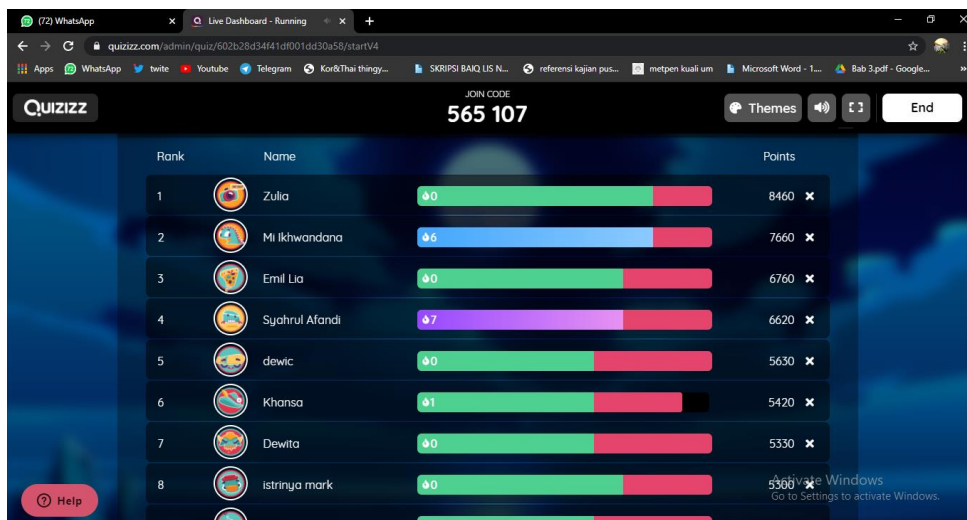 (72) WhatsApp
Live Dashboard - Running
quizizz.com/admin/quiz/602b28d34f41df001dd30a58/startV4
Apps WhatsApp twite Youtube Telegram Kor&Thai thingy... SKRIPSI BAIQ LIS N... referensi kajian pus... metpen kuali um Microsoft Word - 1.... Bab 3.pdf - Google... »
Quizizz
JOIN CODE
565 107
Themes
End
Rank Name Points
1 Zulia 0 8460
2 Mi Ikhwandana 6 7660
3 Emil Lia 0 6760
4 Syahrul Afandi 7 6620
5 dewic 0 5630
6 Khansa 1 5420
7 Dewita 0 5330
8 istrinya mark 0 5300
Activate Windows
Go to Settings to activate Windows.
Help